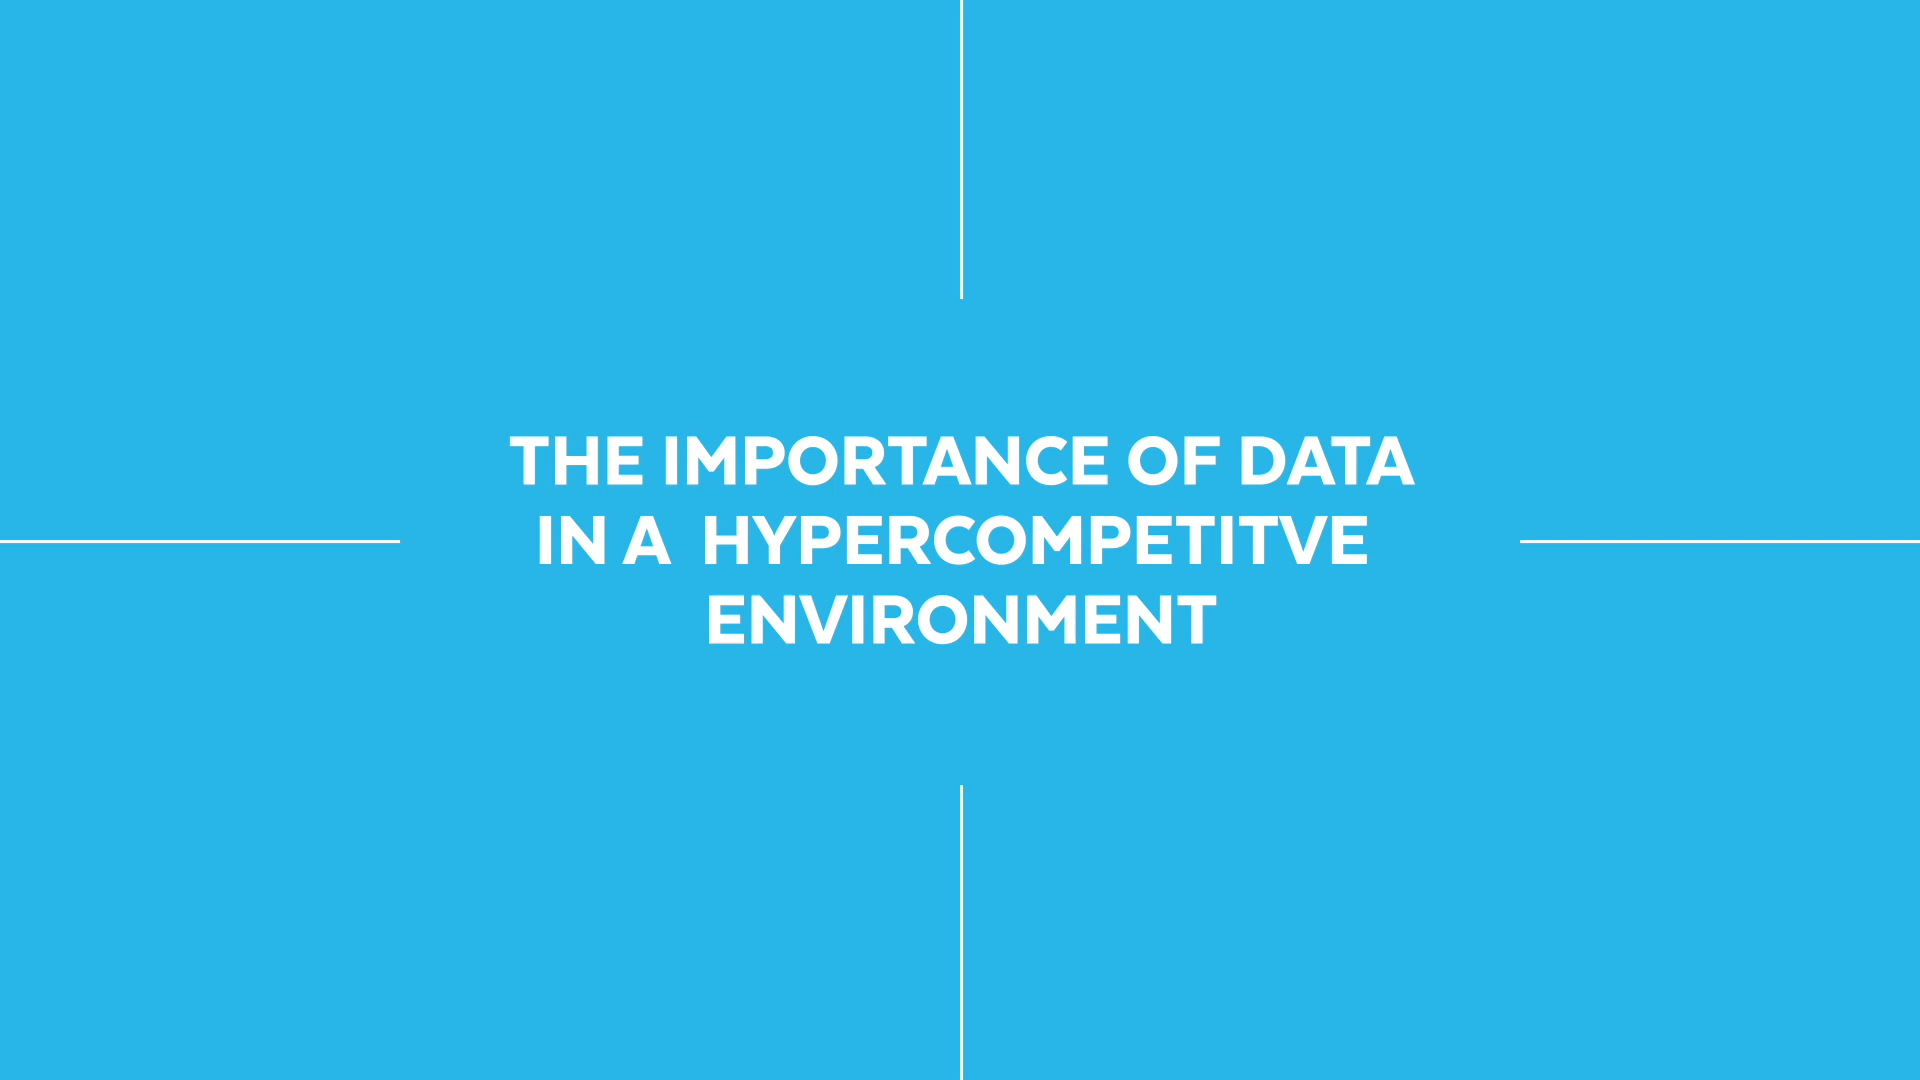 THE IMPORTANCE OF DATA
IN A  HYPERCOMPETITVE
ENVIRONMENT